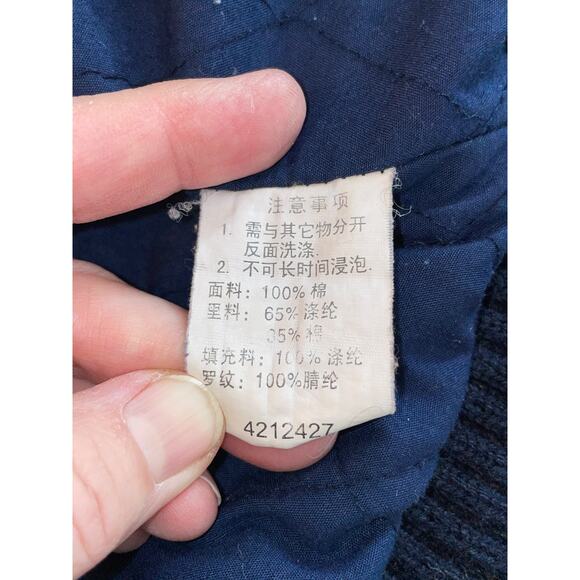 注意事项
1. 需与其它物分开
反面洗涤.
2. 不可长时间浸泡.
面料: 100% 棉
里料: 65% 涤纶
35% 棉
填充料: 100% 涤纶
罗纹: 100%腈纶
4212427